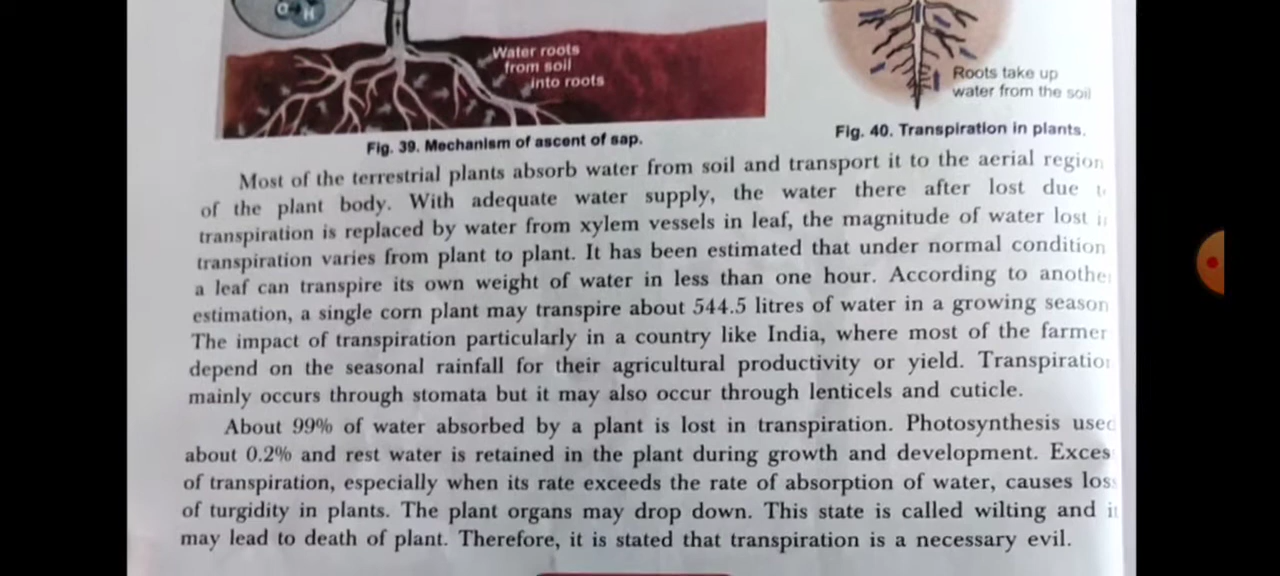 Water roots
from soil
into roots
Roots take up
water from the soil
Fig. 39. Mechanism of ascent of sap.
Fig. 40. Transpiration in plants.
Most of the terrestrial plants absorb water from soil and transport it to the aerial region
of the plant body. With adequate water supply, the water there after lost due t
transpiration is replaced by water from xylem vessels in leaf, the magnitude of water lost i
transpiration varies from plant to plant. It has been estimated that under normal condition
a leaf can transpire its own weight of water in less than one hour. According to anothe
estimation, a single corn plant may transpire about 544.5 litres of water in a growing season
The impact of transpiration particularly in a country like India, where most of the farmer
depend on the seasonal rainfall for their agricultural productivity or yield. Transpiratio
mainly occurs through stomata but it may also occur through lenticels and cuticle.
About 99% of water absorbed by a plant is lost in transpiration. Photosynthesis used
about 0.2% and rest water is retained in the plant during growth and development. Exces
of transpiration, especially when its rate exceeds the rate of absorption of water, causes loss
of turgidity in plants. The plant organs may drop down. This state is called wilting and it
may lead to death of plant. Therefore, it is stated that transpiration is a necessary evil.